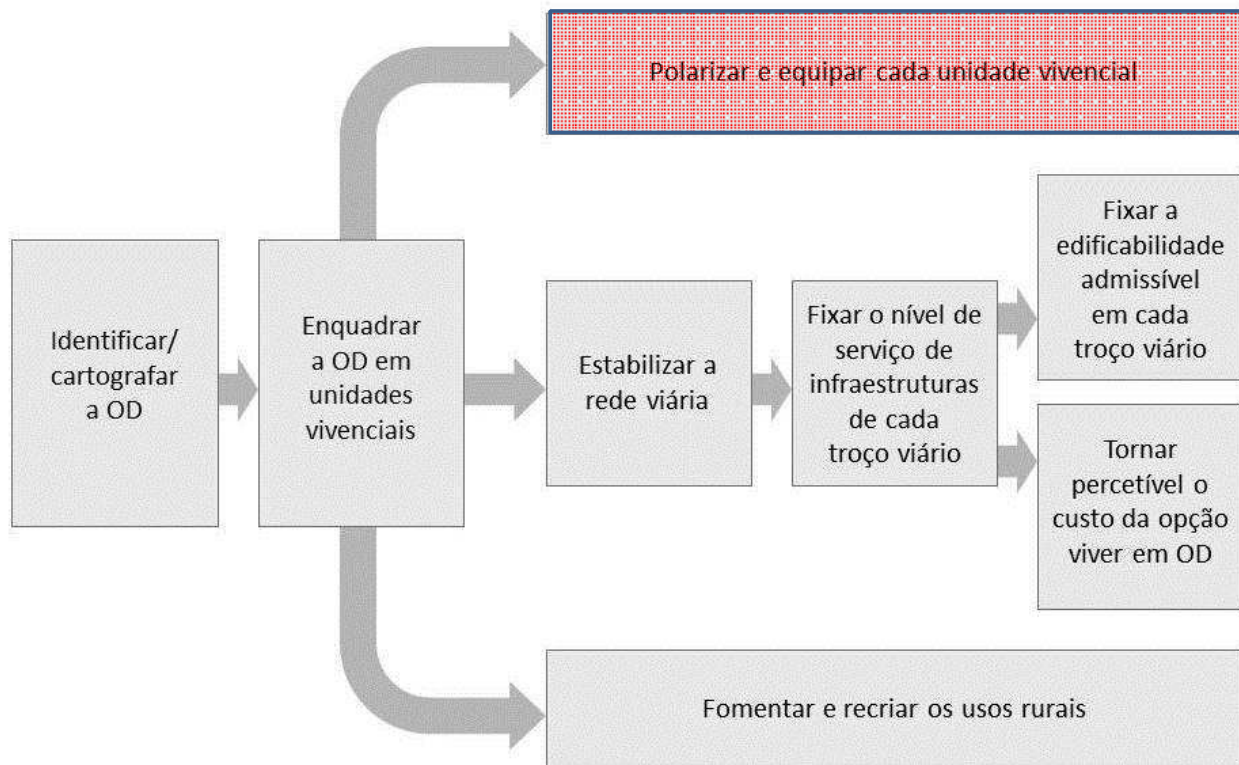 Polarizar e equipar cada unidade vivencial
Identificar/
cartografar
a OD
Enquadrar
a OD em
unidades
vivenciais
Estabilizar a
rede viária
Fixar o nível de
serviço de
infraestruturas
de cada
troço viário
Fixar a
edificabilidade
admissível
em cada
troço viário
Tornar
percetível o
custo da opção
viver em OD
Fomentar e recriar os usos rurais